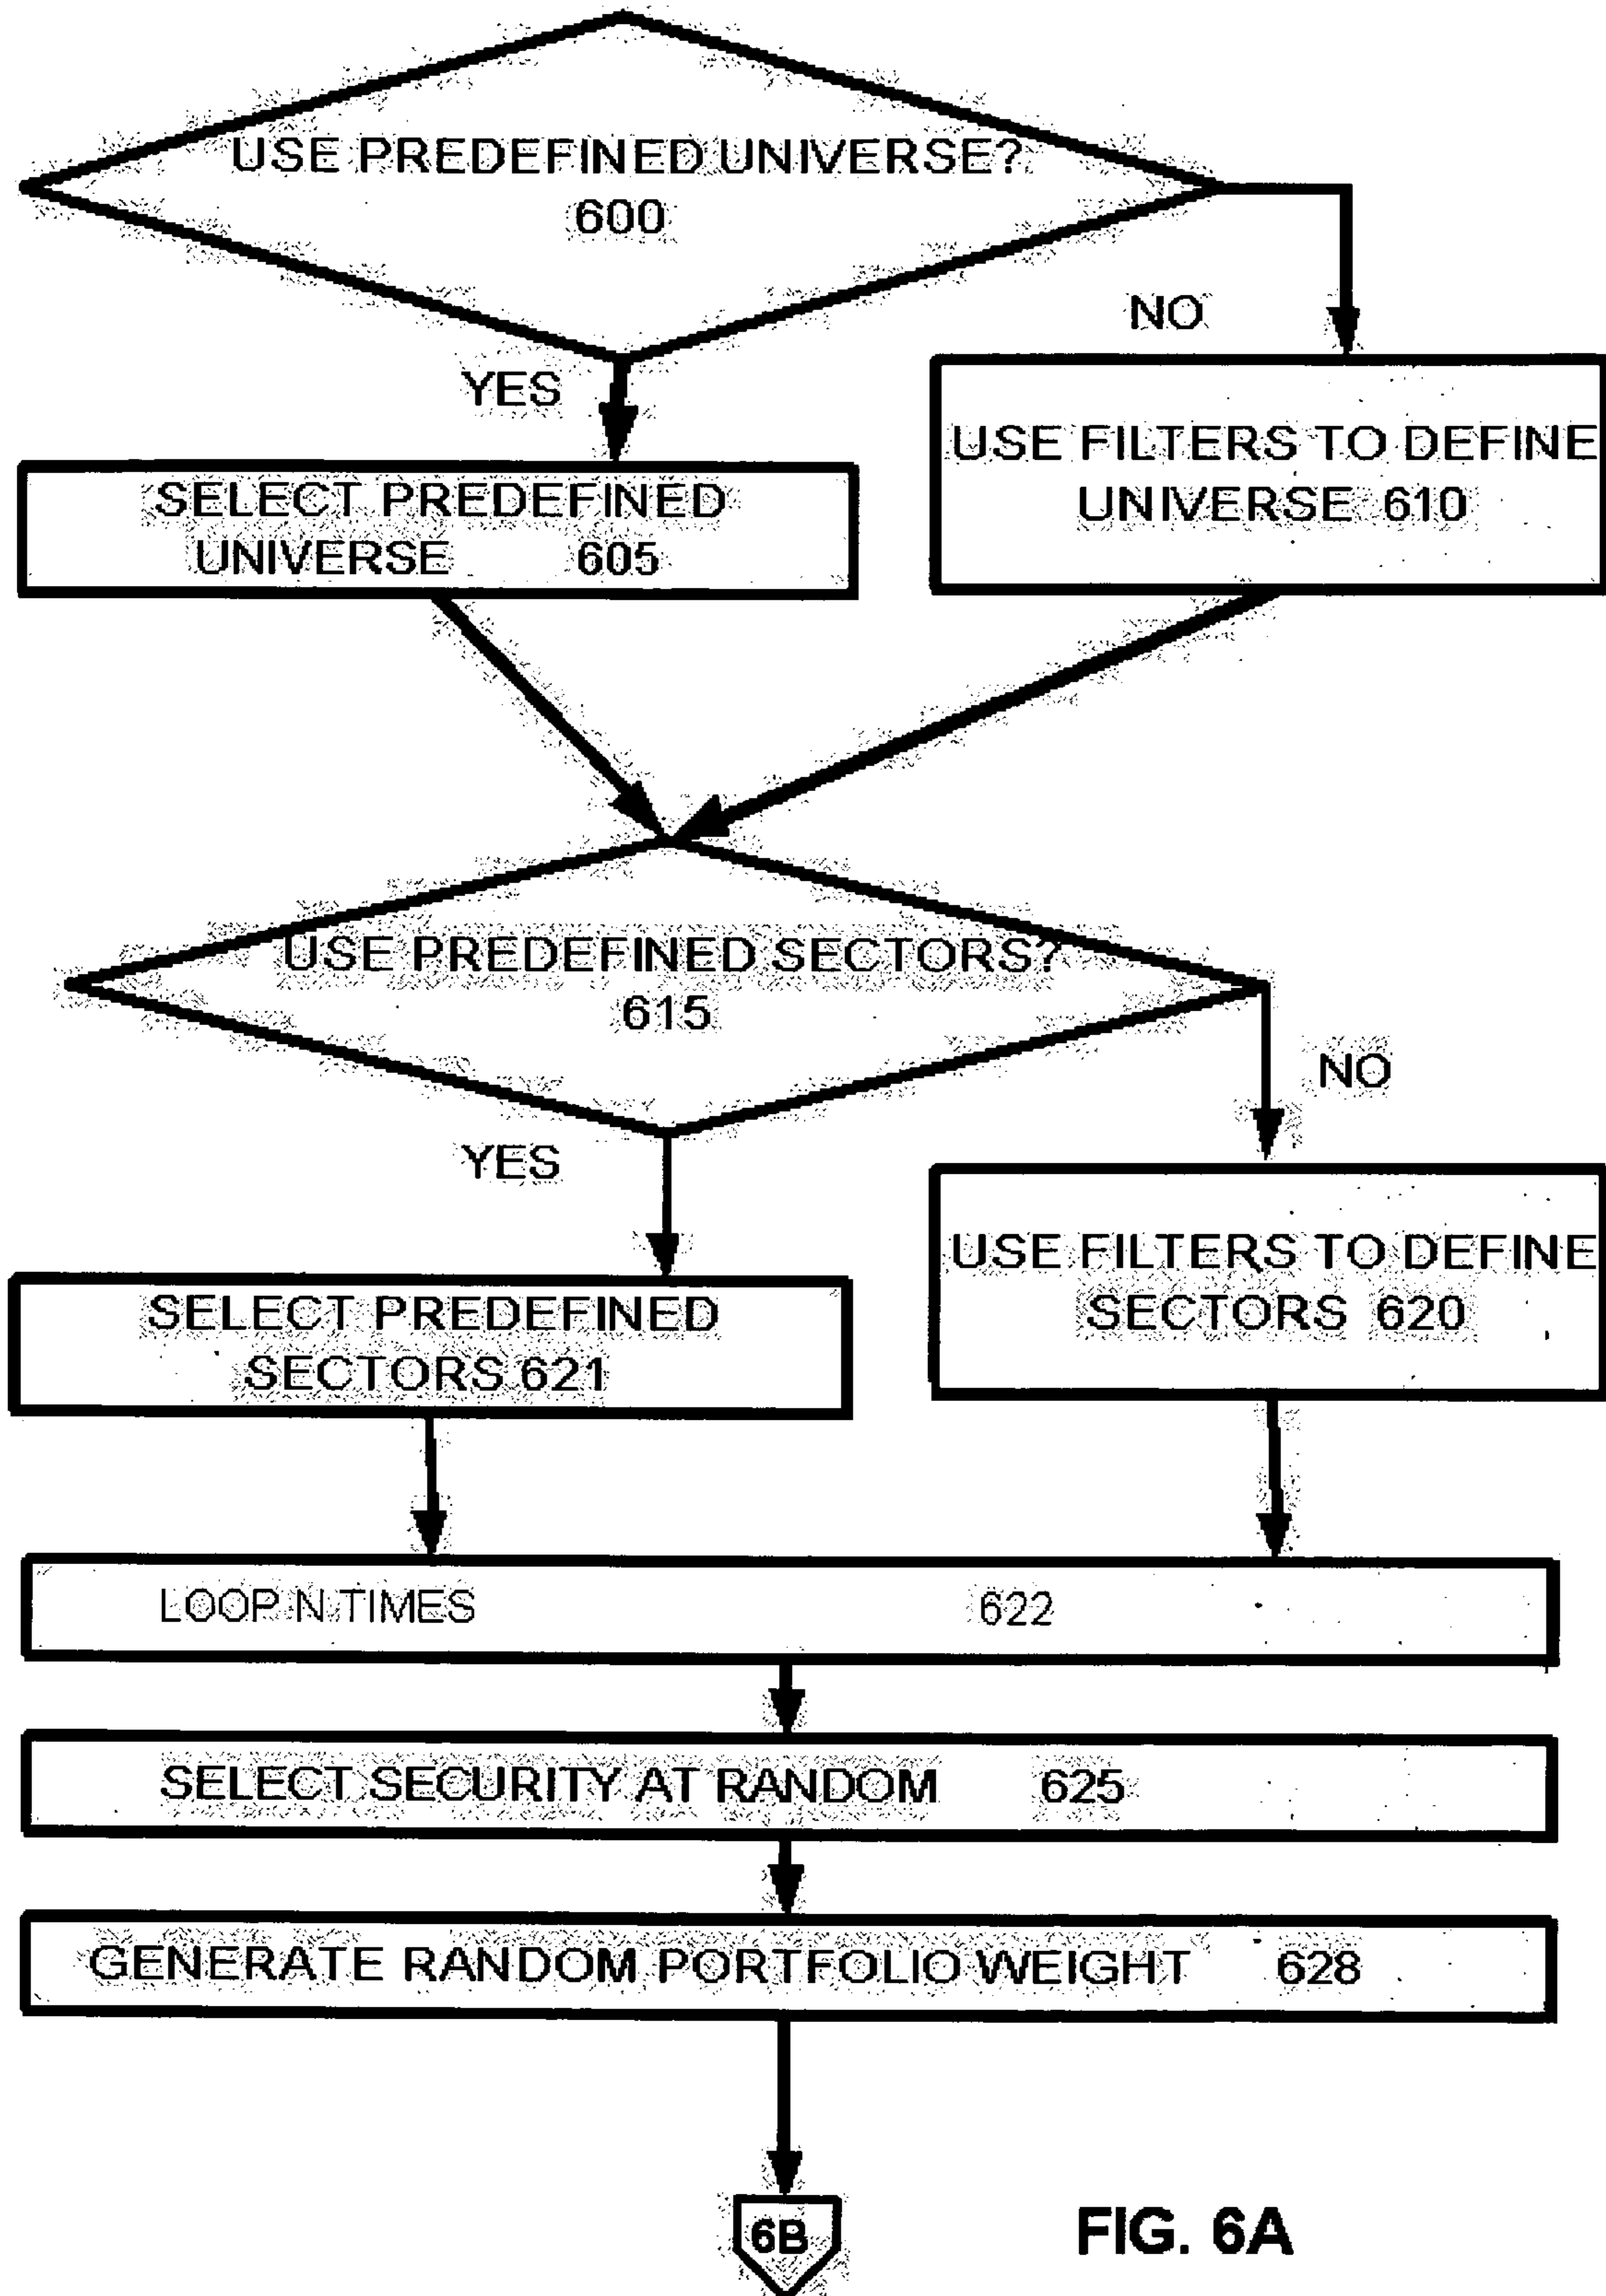 USE PREDEFINED UNIVERSE?
600
NO
YES
USE FILTERS TO DEFINE
UNIVERSE 610
SELECT PREDEFINED
UNIVERSE 605
USE PREDEFINED SECTORS?
615
NO
YES
USE FILTERS TO DEFINE
SECTORS 620
SELECT PREDEFINED
SECTORS 621
LOOP N TIMES 622
SELECT SECURITY AT RANDOM 625
GENERATE RANDOM PORTFOLIO WEIGHT 628
6B
FIG. 6A